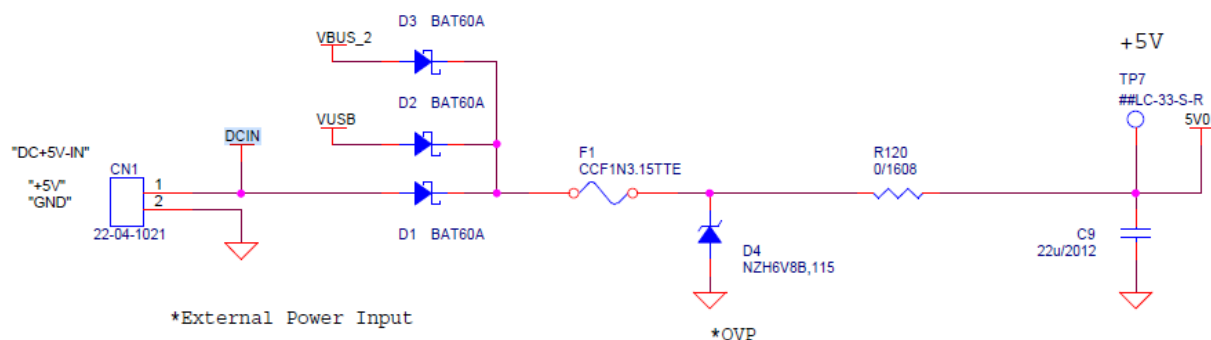 D3 BAT60A
VBUS_2
+5V
TP7
##LC-33-S-R
5V0
D2 BAT60A
VUSB
DCIN
"DC+5V-IN"
CN1
"+5V"
"GND"
1
2
22-04-1021
D1 BAT60A
F1
CCF1N3.15TTE
R120
0/1608
D4
NZH6V8B,115
C9
22u/2012
*External Power Input
*OVP